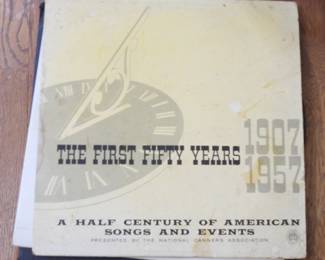 THE FIRST FIFTY YEARS
1907
1957
A HALF CENTURY OF AMERICAN
SONGS AND EVENTS
PRESENTED BY THE NATIONAL CANNERS ASSOCIATION